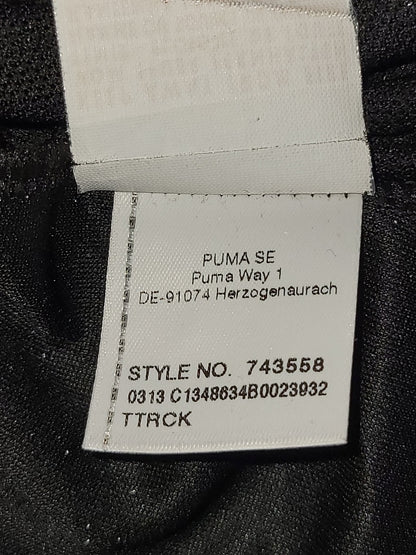 PUMA SE
Puma Way 1
DE-91074 Herzogenaurach
STYLE NO. 743558
0313 C1348634B0023932
TTRCK